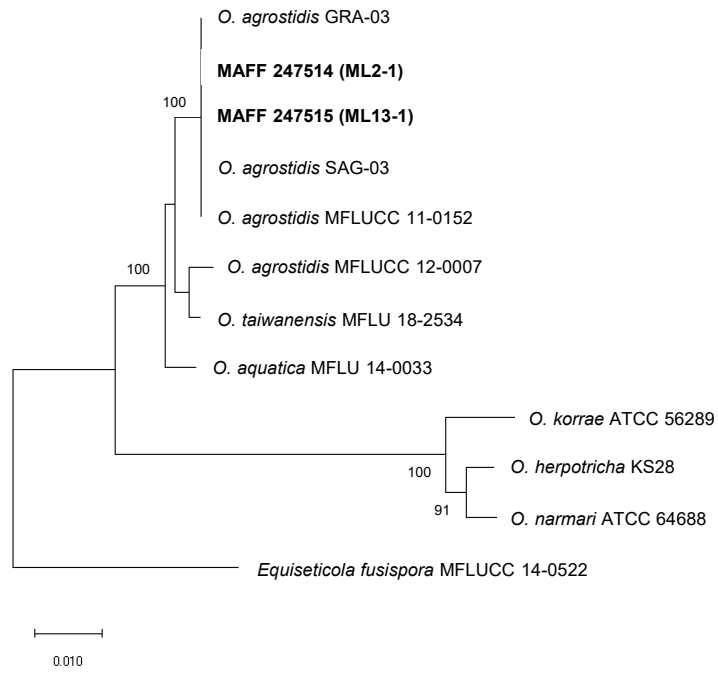 O. agrostidis GRA-03
MAFF 247514 (ML2-1)
100
MAFF 247515 (ML13-1)
O. agrostidis SAG-03
O. agrostidis MFLUCC 11-0152
100
O. agrostidis MFLUCC 12-0007
O. taiwanensis MFLU 18-2534
O. aquatica MFLU 14-0033
O. korrae ATCC 56289
100
O. herpotricha KS28
91
O. narmari ATCC 64688
Equiseticola fusispora MFLUCC 14-0522
0.010